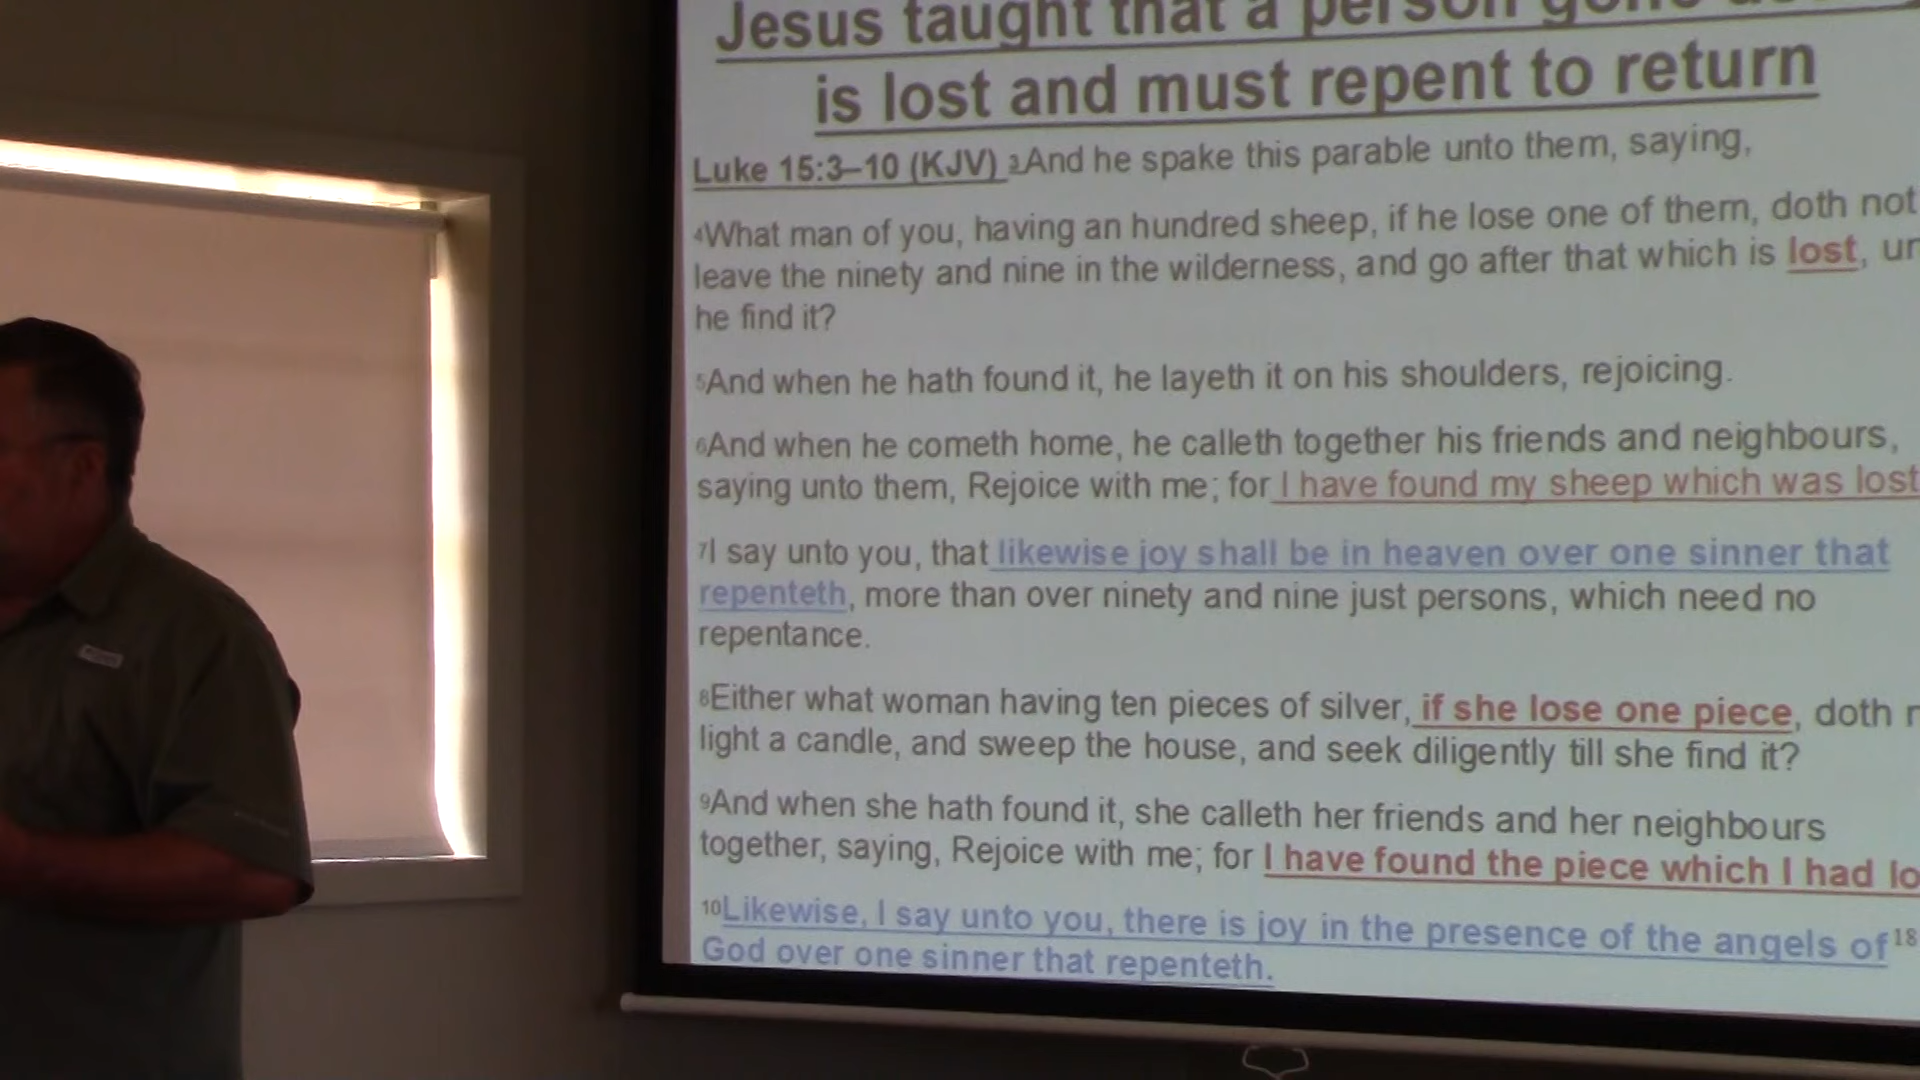 Jesus taught that a person gone
is lost and must repent to return
Luke 15:3–10 (KJV) 3And he spake this parable unto them, saying,
4What man of you, having an hundred sheep, if he lose one of them, doth not
leave the ninety and nine in the wilderness, and go after that which is lost,
he find it?
5And when he hath found it, he layeth it on his shoulders, rejoicing.
6And when he cometh home, he calleth together his friends and neighbours,
saying unto them, Rejoice with me; for I have found my sheep which was lost
7I say unto you, that likewise joy shall be in heaven over one sinner that
repenteth, more than over ninety and nine just persons, which need no
repentance.
8Either what woman having ten pieces of silver, if she lose one piece, doth
light a candle, and sweep the house, and seek diligently till she find it?
9And when she hath found it, she calleth her friends and her neighbours
together, saying, Rejoice with me; for I have found the piece which I had
10Likewise, I say unto you, there is joy in the presence of the angels of 18
God over one sinner that repenteth.